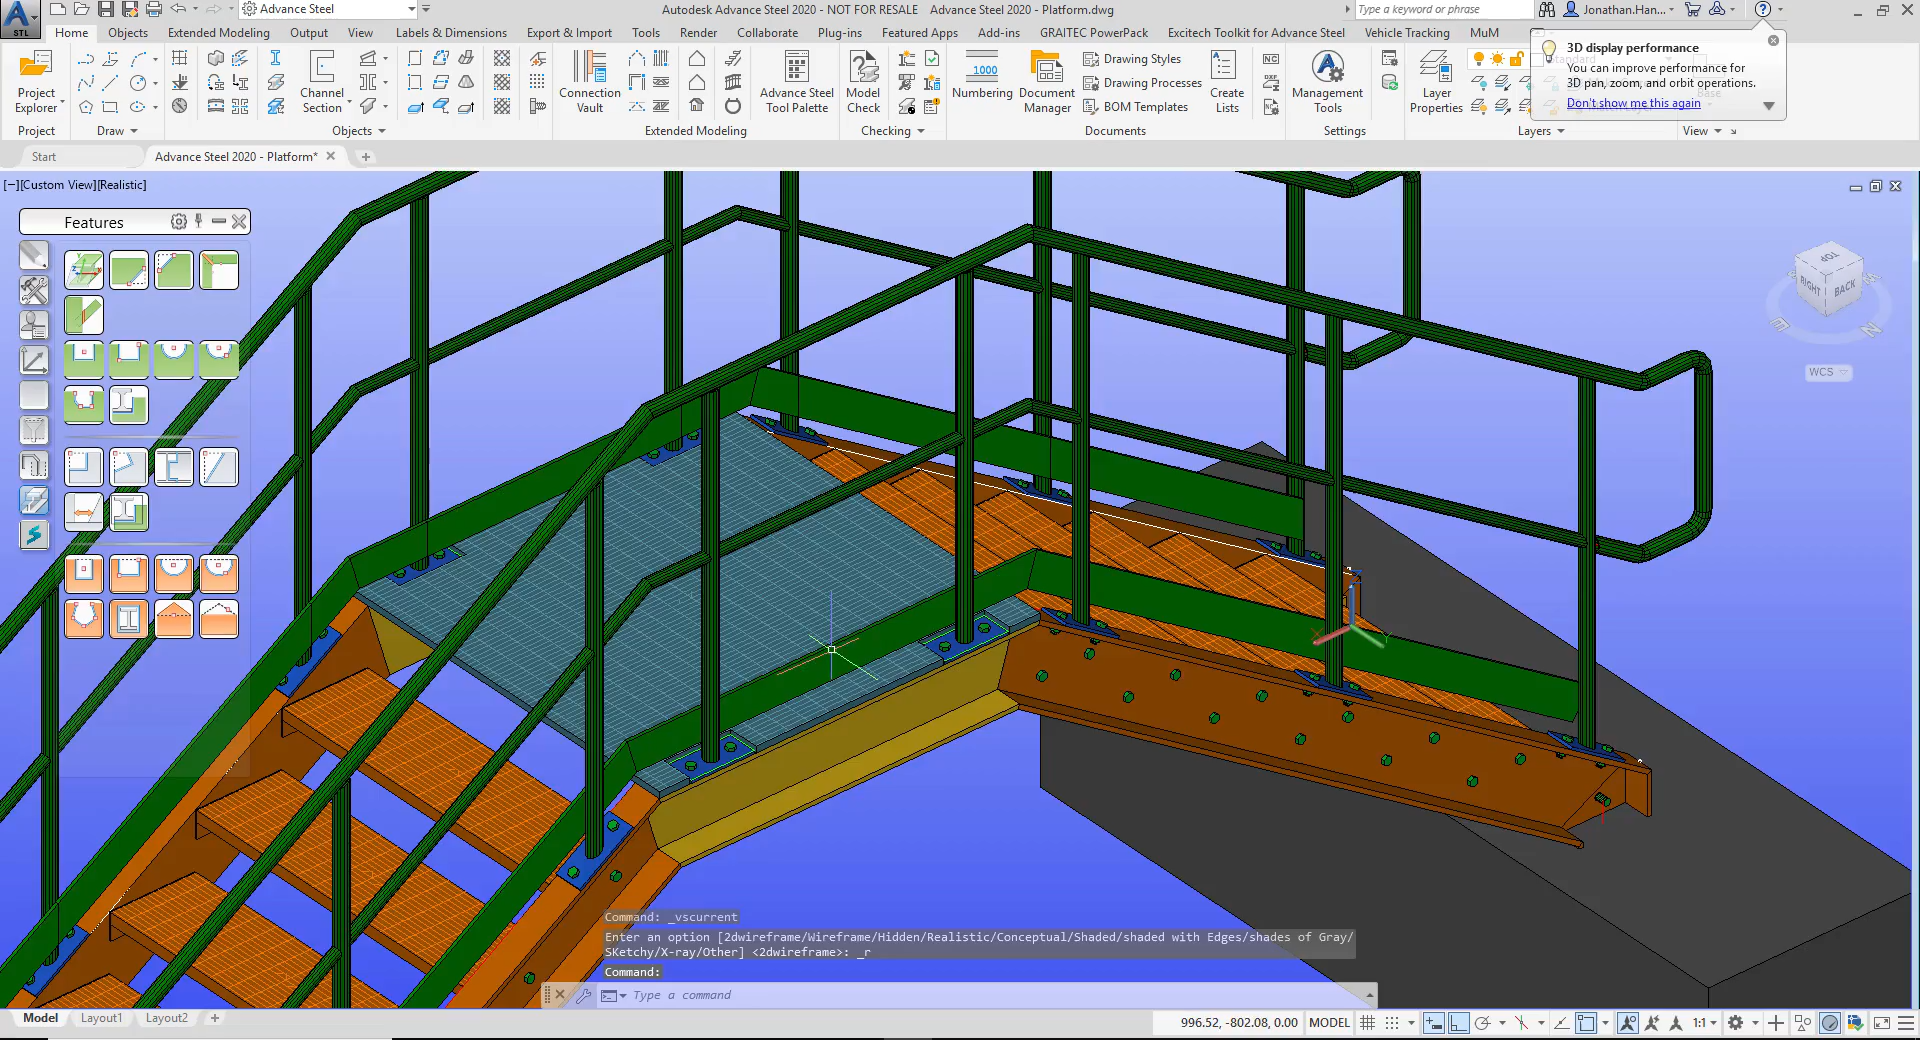 Advance Steel
Autodesk Advance Steel 2020 - NOT FOR RESALE Advance Steel 2020 - Platform.dwg
Type a keyword or phrase
Jonathan.Han...
STL
Home Objects Extended Modeling Output View Labels & Dimensions Export & Import Tools Render Collaborate Plug-ins Featured Apps Add-ins GRAITEC PowerPack Excitech Toolkit for Advance Steel Vehicle Tracking MuM
Project Explorer
Channel Section
Connection Vault
Advance Steel Tool Palette
Model Check
1000
Numbering
Document Manager
Drawing Styles
Drawing Processes
BOM Templates
Create Lists
NC
Management Tools
Layer Properties
3D display performance
You can improve performance for
3D pan, zoom, and orbit operations.
Don't show me this again
Project Draw Objects Extended Modeling Checking Documents Settings Layers View
Start Advance Steel 2020 - Platform*
[−][Custom View][Realistic]
Features
TOP
RIGHT BACK
WCS
Command: _vscurrent
Enter an option [2dwireframe/Wireframe/Hidden/Realistic/Conceptual/Shaded/shaded with Edges/shades of Gray/
SKetchy/X-ray/Other] <2dwireframe>: _r
Command:
Type a command
Model Layout1 Layout2
996.52, -802.08, 0.00 MODEL 1:1